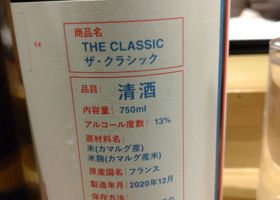 商品名
THE CLASSIC
ザ・クラシック
品目 清酒
内容量 750ml
アルコール度数 13%
原材料名
米(カマルグ産)
米麹(カマルグ産米)
原産国名 フランス
製造年月 2020年12月
保存方法